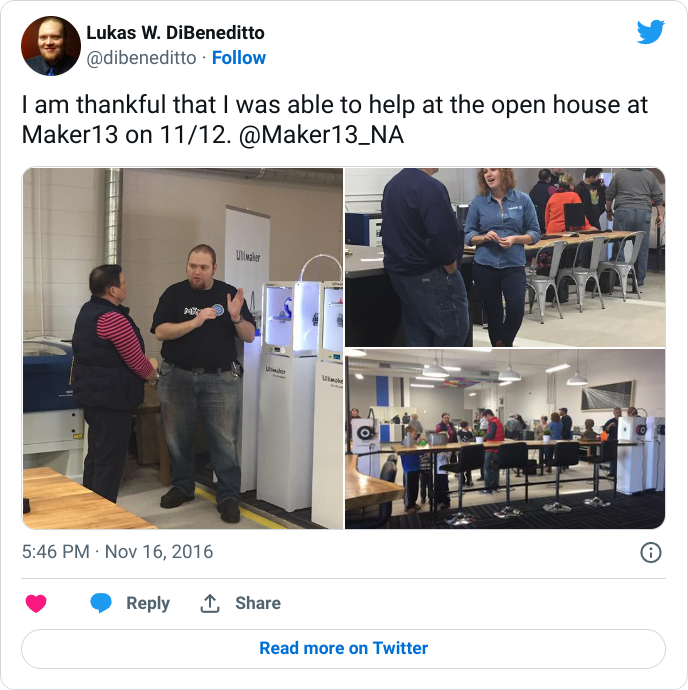 Lukas W. DiBeneditto
@dibeneditto · Follow
I am thankful that I was able to help at the open house at
Maker13 on 11/12. @Maker13_NA
Ultimaker
Ultimaker
Ultimaker
5:46 PM · Nov 16, 2016
Reply
Share
Read more on Twitter